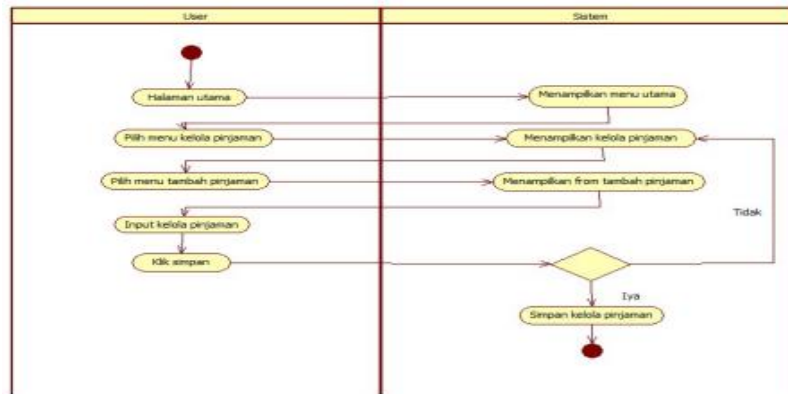 User
Sistem
Halaman utama
Menampilkan menu utama
Pilih menu kelola pinjaman
Menampilkan kelola pinjaman
Pilih menu tambah pinjaman
Menampilkan from tambah pinjaman
Tidak
Input kelola pinjaman
Klik simpan
Iya
Simpan kelola pinjaman